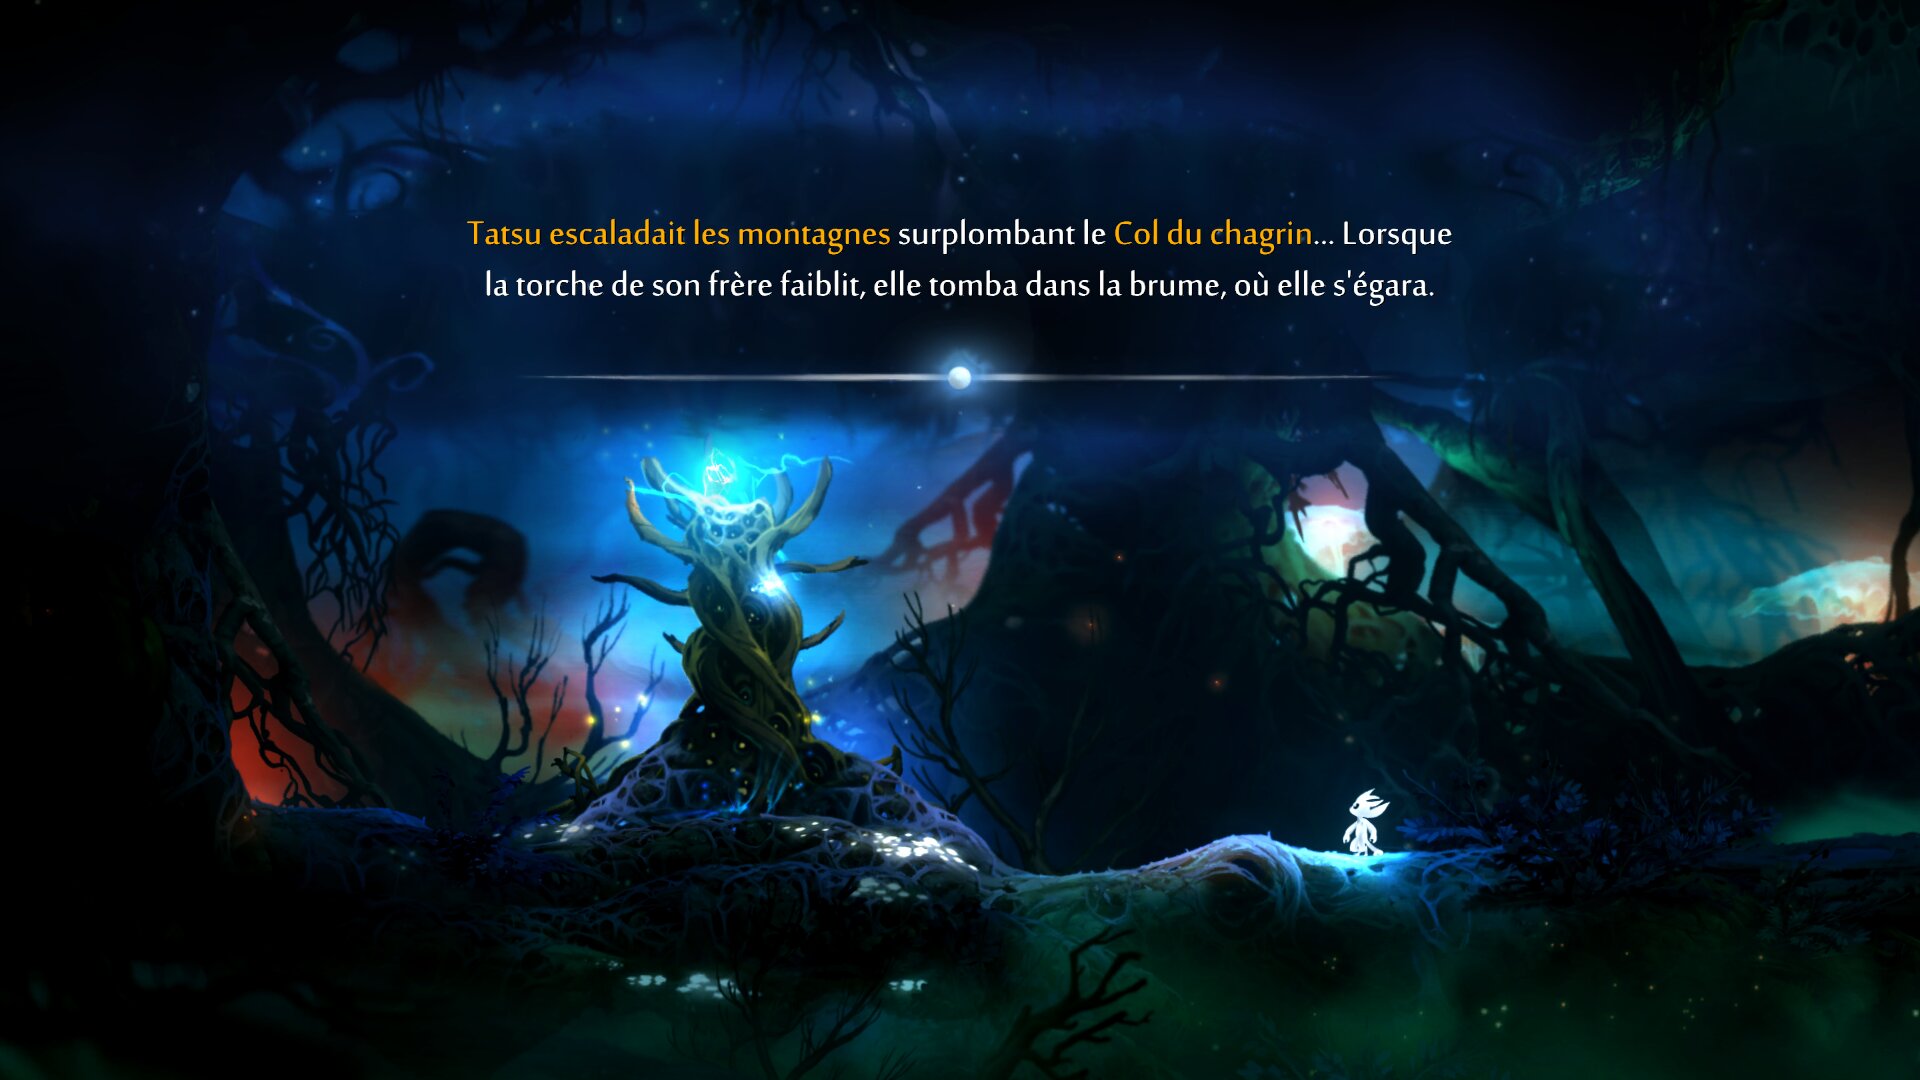 Tatsu escaladait les montagnes surplombant le Col du chagrin... Lorsque
la torche de son frère faiblit, elle tomba dans la brume, où elle s'égara.